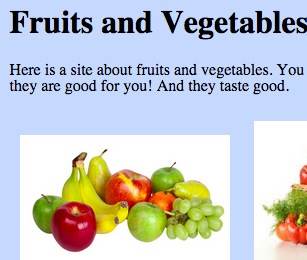 Fruits and Vegetables
Here is a site about fruits and vegetables. You
they are good for you! And they taste good.